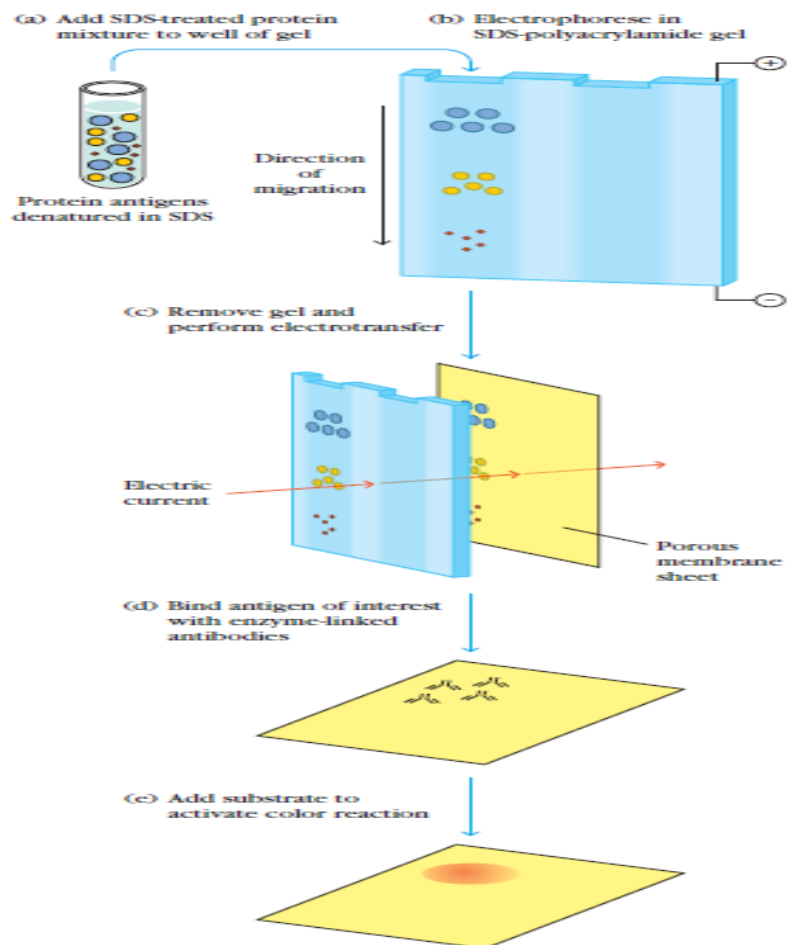 (a) Add SDS-treated protein
mixture to well of gel
(b) Electrophorese in
SDS-polyacrylamide gel
+
Direction
of
migration
Protein antigens
denatured in SDS
−
(c) Remove gel and
perform electrotransfer
Electric
current
Porous
membrane
sheet
(d) Bind antigen of interest
with enzyme-linked
antibodies
(e) Add substrate to
activate color reaction